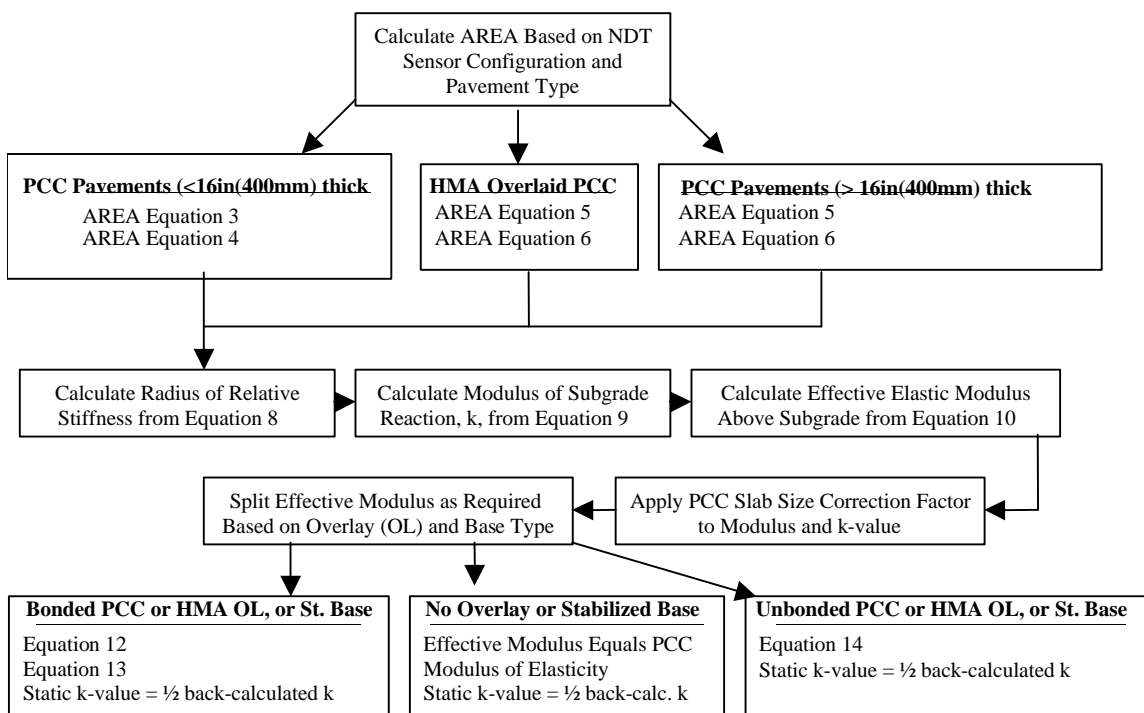 Calculate AREA Based on NDT
Sensor Configuration and
Pavement Type
PCC Pavements (<16in(400mm) thick
AREA Equation 3
AREA Equation 4
HMA Overlaid PCC
AREA Equation 5
AREA Equation 6
PCC Pavements (> 16in(400mm) thick
AREA Equation 5
AREA Equation 6
Calculate Radius of Relative
Stiffness from Equation 8
Calculate Modulus of Subgrade
Reaction, k, from Equation 9
Calculate Effective Elastic Modulus
Above Subgrade from Equation 10
Split Effective Modulus as Required
Based on Overlay (OL) and Base Type
Apply PCC Slab Size Correction Factor
to Modulus and k-value
Bonded PCC or HMA OL, or St. Base
Equation 12
Equation 13
Static k-value = ½ back-calculated k
No Overlay or Stabilized Base
Effective Modulus Equals PCC
Modulus of Elasticity
Static k-value = ½ back-calc. k
Unbonded PCC or HMA OL, or St. Base
Equation 14
Static k-value = ½ back-calculated k